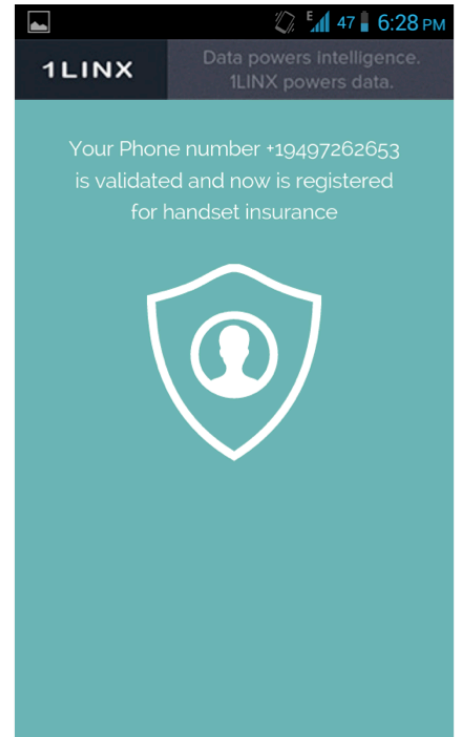 E 47 6:28 PM
1LINX
Data powers intelligence.
1LINX powers data.
Your Phone number +19497262653
is validated and now is registered
for handset insurance